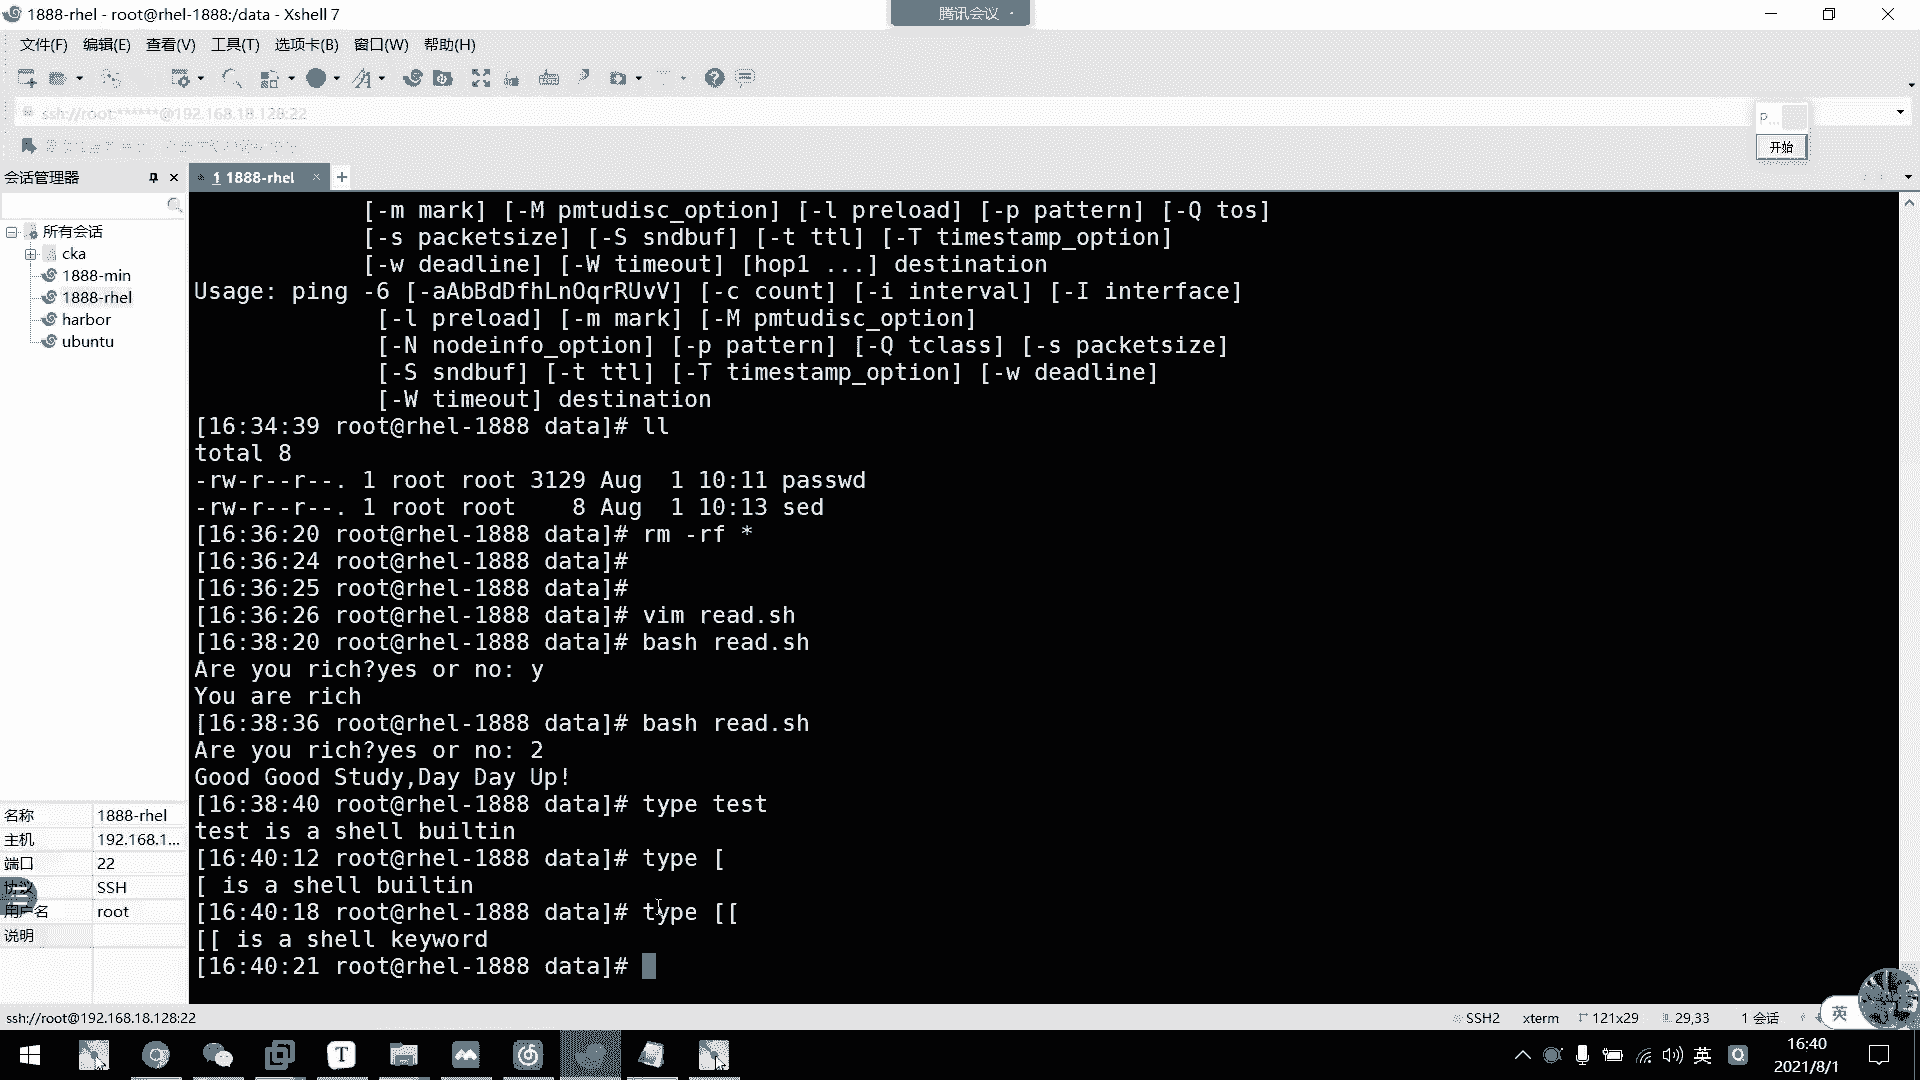 1888-rhel - root@rhel-1888:/data - Xshell 7
腾讯会议
文件(F) 编辑(E) 查看(V) 工具(T) 选项卡(B) 窗口(W) 帮助(H)
ssh://root:******@192.168.18.128:22
P...
开始
会话管理器
1 1888-rhel
所有会话
cka
1888-min
1888-rhel
harbor
ubuntu
[-m mark] [-M pmtudisc_option] [-l preload] [-p pattern] [-Q tos]
[-s packetsize] [-S sndbuf] [-t ttl] [-T timestamp_option]
[-w deadline] [-W timeout] [hop1 ...] destination
Usage: ping -6 [-aAbBdDfhLnOqrRUvV] [-c count] [-i interval] [-I interface]
[-l preload] [-m mark] [-M pmtudisc_option]
[-N nodeinfo_option] [-p pattern] [-Q tclass] [-s packetsize]
[-S sndbuf] [-t ttl] [-T timestamp_option] [-w deadline]
[-W timeout] destination
[16:34:39 root@rhel-1888 data]# ll
total 8
-rw-r--r--. 1 root root 3129 Aug  1 10:11 passwd
-rw-r--r--. 1 root root    8 Aug  1 10:13 sed
[16:36:20 root@rhel-1888 data]# rm -rf *
[16:36:24 root@rhel-1888 data]#
[16:36:25 root@rhel-1888 data]#
[16:36:26 root@rhel-1888 data]# vim read.sh
[16:38:20 root@rhel-1888 data]# bash read.sh
Are you rich?yes or no: y
You are rich
[16:38:36 root@rhel-1888 data]# bash read.sh
Are you rich?yes or no: 2
Good Good Study,Day Day Up!
[16:38:40 root@rhel-1888 data]# type test
test is a shell builtin
[16:40:12 root@rhel-1888 data]# type [
[ is a shell builtin
[16:40:18 root@rhel-1888 data]# type [[
[[ is a shell keyword
[16:40:21 root@rhel-1888 data]#
名称 1888-rhel
主机 192.168.1...
端口 22
协议 SSH
用户名 root
说明
ssh://root@192.168.18.128:22
SSH2 xterm 121x29 29,33 1 会话
英
英
16:40
2021/8/1